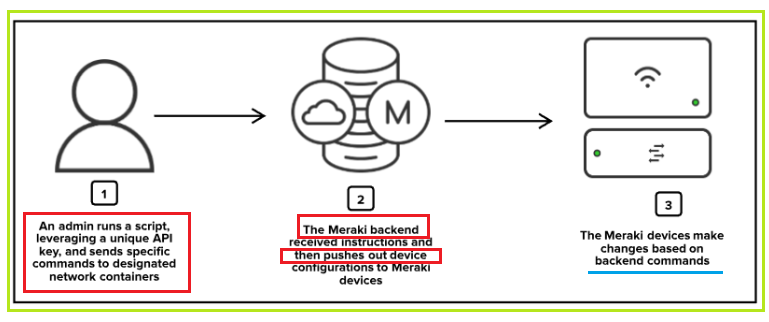 M
1
An admin runs a script,
leveraging a unique API
key, and sends specific
commands to designated
network containers
2
The Meraki backend
received instructions and
then pushes out device
configurations to Meraki
devices
3
The Meraki devices make
changes based on
backend commands